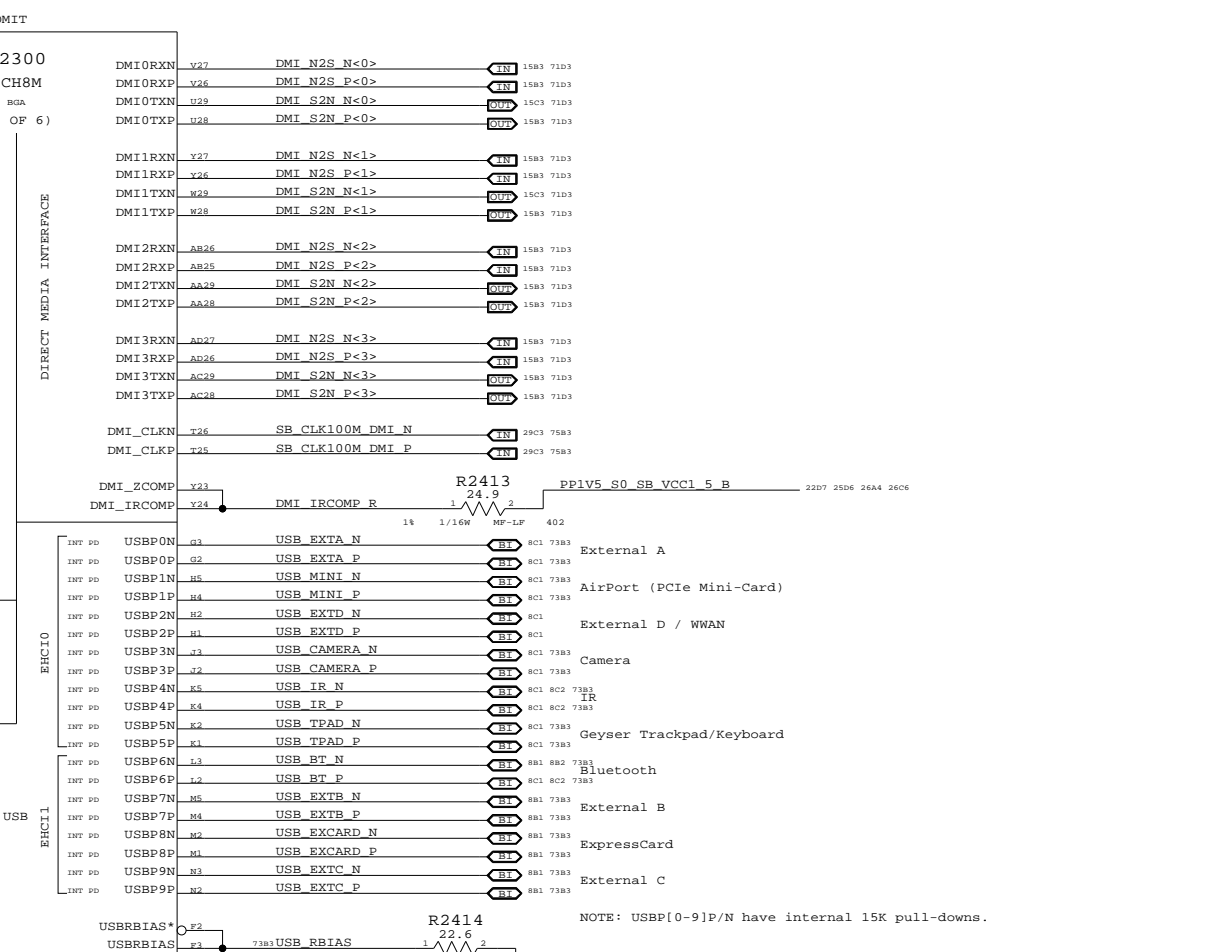 OMIT
2300
CH8M
BGA
OF 6)
DIRECT MEDIA INTERFACE
DMI0RXN V27 DMI_N2S_N<0> IN 15B3 71D3
DMI0RXP V26 DMI_N2S_P<0> IN 15B3 71D3
DMI0TXN U29 DMI_S2N_N<0> OUT 15C3 71D3
DMI0TXP U28 DMI_S2N_P<0> OUT 15B3 71D3
DMI1RXN Y27 DMI_N2S_N<1> IN 15B3 71D3
DMI1RXP Y26 DMI_N2S_P<1> IN 15B3 71D3
DMI1TXN W29 DMI_S2N_N<1> OUT 15C3 71D3
DMI1TXP W28 DMI_S2N_P<1> OUT 15B3 71D3
DMI2RXN AB26 DMI_N2S_N<2> IN 15B3 71D3
DMI2RXP AB25 DMI_N2S_P<2> IN 15B3 71D3
DMI2TXN AA29 DMI_S2N_N<2> OUT 15B3 71D3
DMI2TXP AA28 DMI_S2N_P<2> OUT 15B3 71D3
DMI3RXN AD27 DMI_N2S_N<3> IN 15B3 71D3
DMI3RXP AD26 DMI_N2S_P<3> IN 15B3 71D3
DMI3TXN AC29 DMI_S2N_N<3> OUT 15B3 71D3
DMI3TXP AC28 DMI_S2N_P<3> OUT 15B3 71D3
DMI_CLKN T26 SB_CLK100M_DMI_N IN 29C3 75B3
DMI_CLKP T25 SB_CLK100M_DMI_P IN 29C3 75B3
R2413
DMI_ZCOMP Y23 24.9 PP1V5_S0_SB_VCC1_5_B 22D7 25D6 26A4 26C6
DMI_IRCOMP Y24 DMI_IRCOMP_R 1 2
1% 1/16W MF-LF 402
INT PD USBP0N G3 USB_EXTA_N BI 8C1 73B3
External A
INT PD USBP0P G2 USB_EXTA_P BI 8C1 73B3
INT PD USBP1N H5 USB_MINI_N BI 8C1 73B3
AirPort (PCIe Mini-Card)
INT PD USBP1P H4 USB_MINI_P BI 8C1 73B3
INT PD USBP2N H2 USB_EXTD_N BI 8C1
External D / WWAN
INT PD USBP2P H1 USB_EXTD_P BI 8C1
EHCI0
INT PD USBP3N J3 USB_CAMERA_N BI 8C1 73B3
Camera
INT PD USBP3P J2 USB_CAMERA_P BI 8C1 73B3
INT PD USBP4N K5 USB_IR_N BI 8C1 8C2 73B3
IR
INT PD USBP4P K4 USB_IR_P BI 8C1 8C2 73B3
INT PD USBP5N K2 USB_TPAD_N BI 8C1 73B3
Geyser Trackpad/Keyboard
INT PD USBP5P K1 USB_TPAD_P BI 8C1 73B3
INT PD USBP6N L3 USB_BT_N BI 8B1 8B2 73B3
Bluetooth
INT PD USBP6P L2 USB_BT_P BI 8C1 8C2 73B3
INT PD USBP7N M5 USB_EXTB_N BI 8B1 73B3
External B
USB EHCI1
INT PD USBP7P M4 USB_EXTB_P BI 8B1 73B3
INT PD USBP8N M2 USB_EXCARD_N BI 8B1 73B3
ExpressCard
INT PD USBP8P M1 USB_EXCARD_P BI 8B1 73B3
INT PD USBP9N N3 USB_EXTC_N BI 8B1 73B3
External C
INT PD USBP9P N2 USB_EXTC_P BI 8B1 73B3
NOTE: USBP[0-9]P/N have internal 15K pull-downs.
USBRBIAS* F2 R2414
22.6
USBRBIAS F3 73B3 USB_RBIAS 1 2